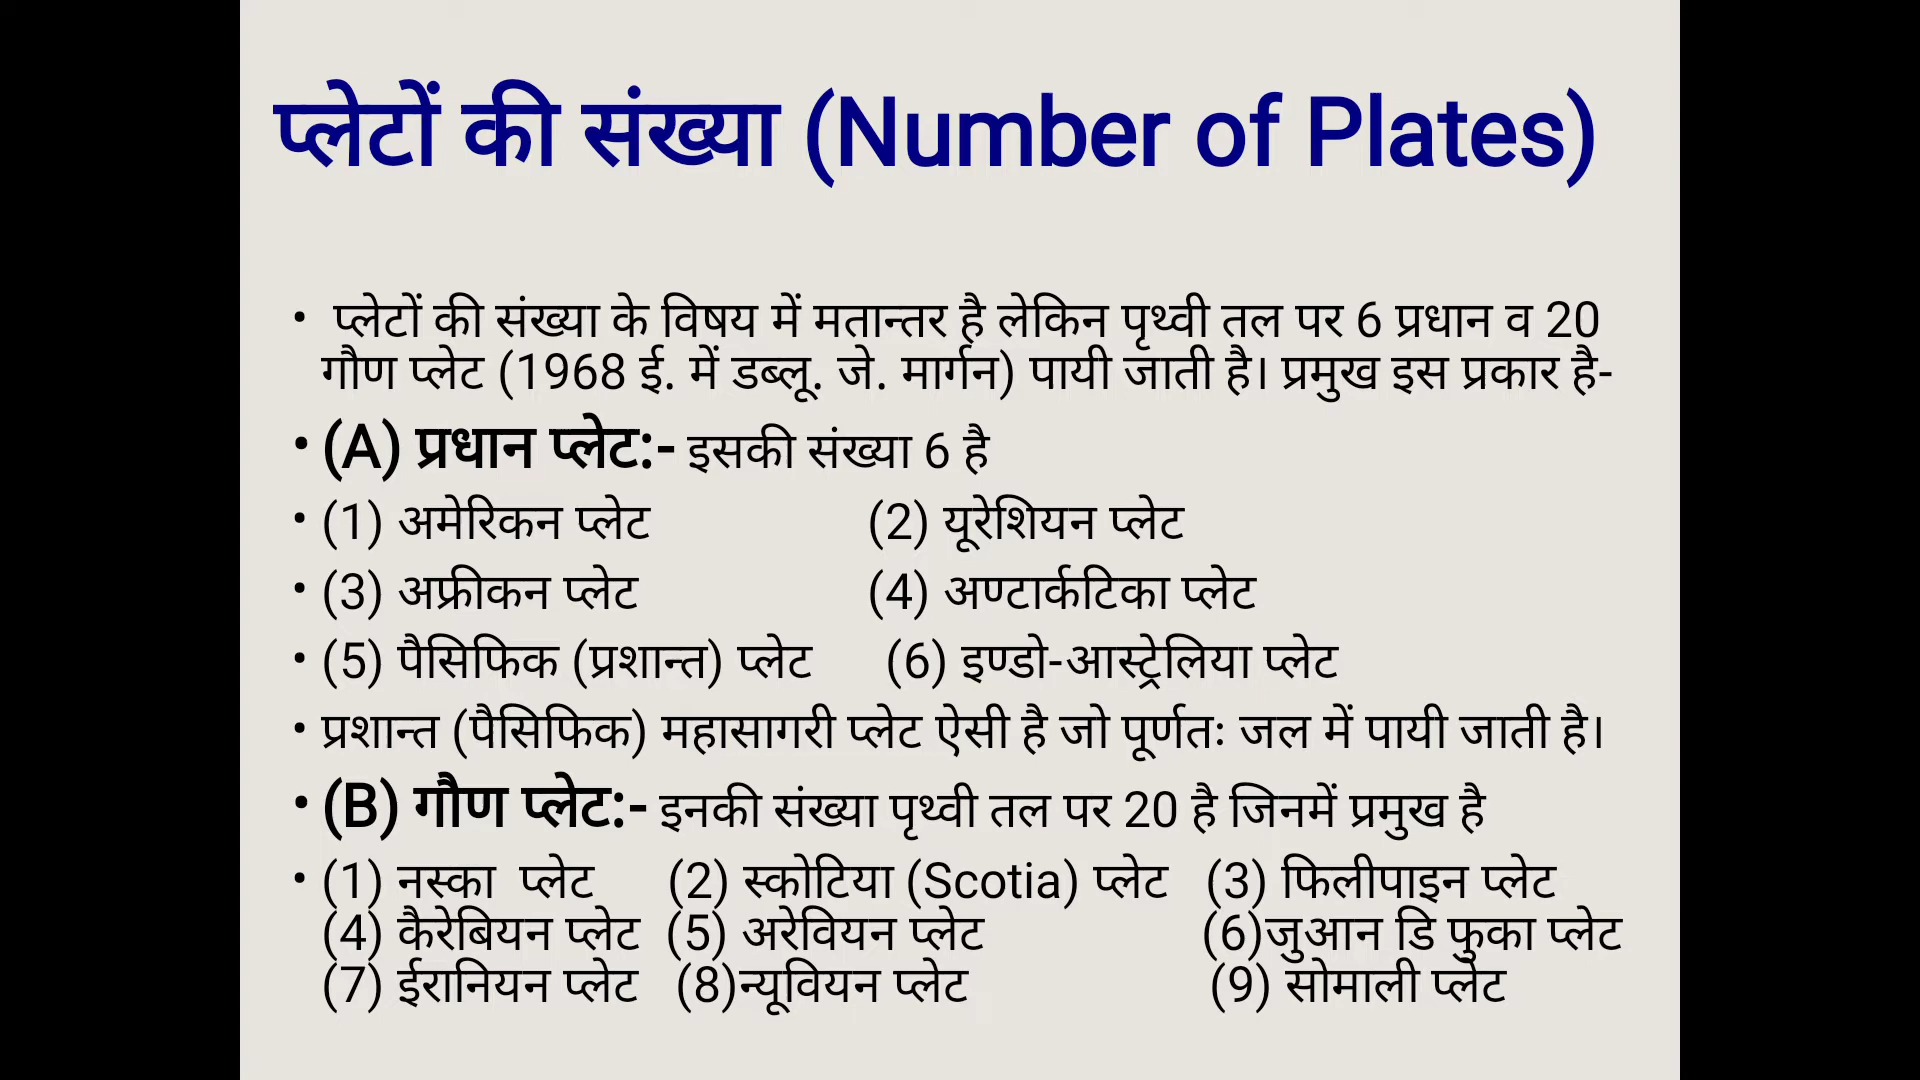 प्लेटों की संख्या (Number of Plates)
• प्लेटों की संख्या के विषय में मतान्तर है लेकिन पृथ्वी तल पर 6 प्रधान व 20
गौण प्लेट (1968 ई. में डब्लू. जे. मार्गन) पायी जाती है। प्रमुख इस प्रकार है-
• (A) प्रधान प्लेट:- इसकी संख्या 6 है
• (1) अमेरिकन प्लेट (2) यूरेशियन प्लेट
• (3) अफ्रीकन प्लेट (4) अण्टार्कटिका प्लेट
• (5) पैसिफिक (प्रशान्त) प्लेट (6) इण्डो-आस्ट्रेलिया प्लेट
• प्रशान्त (पैसिफिक) महासागरी प्लेट ऐसी है जो पूर्णतः जल में पायी जाती है।
• (B) गौण प्लेट:- इनकी संख्या पृथ्वी तल पर 20 है जिनमें प्रमुख है
• (1) नस्का प्लेट (2) स्कोटिया (Scotia) प्लेट (3) फिलीपाइन प्लेट
(4) कैरेबियन प्लेट (5) अरेवियन प्लेट (6)जुआन डि फुका प्लेट
(7) ईरानियन प्लेट (8)न्यूवियन प्लेट (9) सोमाली प्लेट